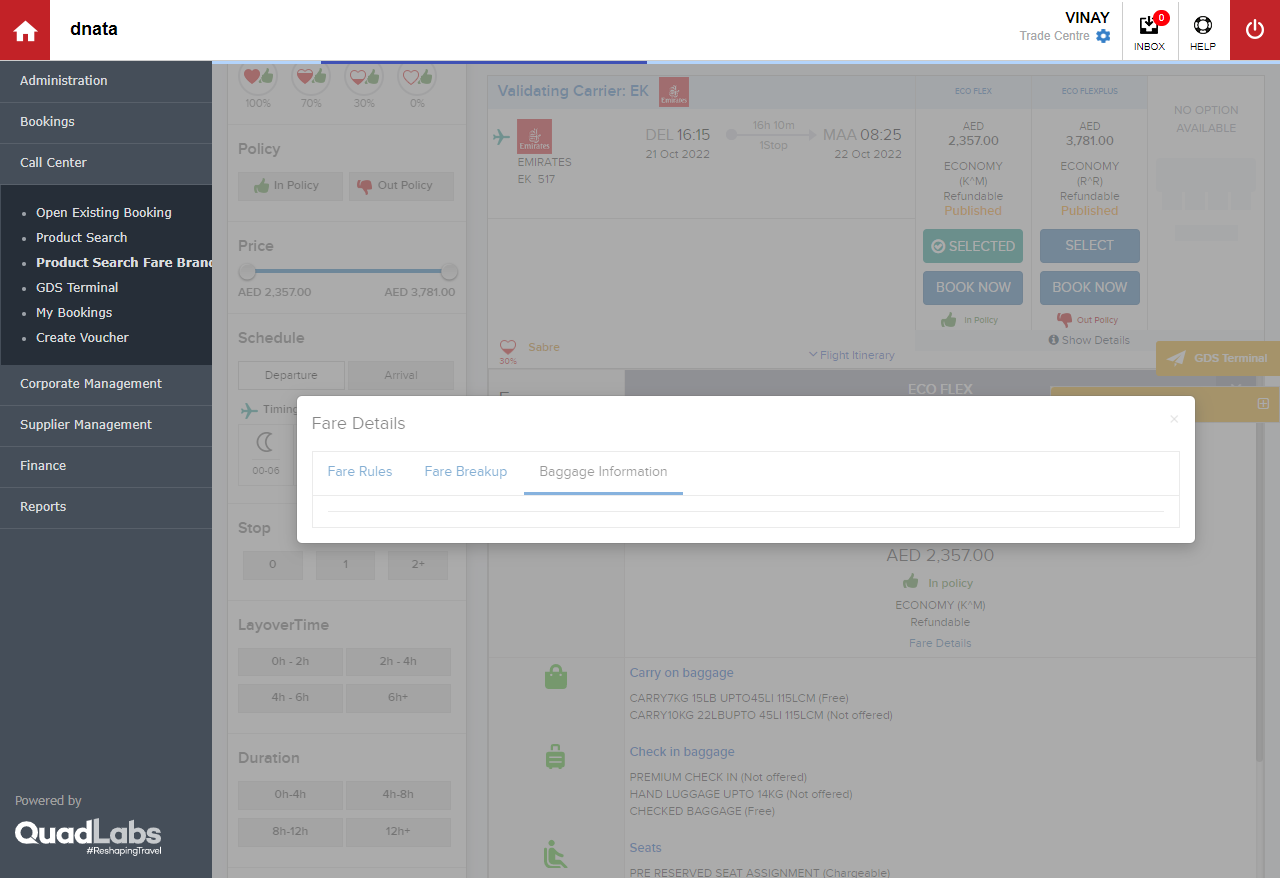 dnata
VINAY
Trade Centre
0
INBOX
HELP
Administration
Bookings
Call Center
Open Existing Booking
Product Search
Product Search Fare Brand
GDS Terminal
My Bookings
Create Voucher
Corporate Management
Supplier Management
Finance
Reports
Powered by
QuadLabs
#ReshapingTravel
100% 70% 30% 0%
Policy
In Policy Out Policy
Price
AED 2,357.00 AED 3,781.00
Schedule
Departure Arrival
Timing
00-06
Stop
0 1 2+
LayoverTime
0h - 2h 2h - 4h
4h - 6h 6h+
Duration
0h-4h 4h-8h
8h-12h 12h+
Validating Carrier: EK
Emirates
Emirates
EMIRATES
EK 517
DEL 16:15
21 Oct 2022
16h 10m
1Stop
MAA 08:25
22 Oct 2022
30%
Sabre
Flight Itinerary
ECO FLEX
AED
2,357.00
ECONOMY
(K^M)
Refundable
Published
SELECTED
BOOK NOW
In Policy
ECO FLEXPLUS
AED
3,781.00
ECONOMY
(R^R)
Refundable
Published
SELECT
BOOK NOW
Out Policy
NO OPTION
AVAILABLE
Show Details
GDS Terminal
ECO FLEX
Fare Details
×
Fare Rules Fare Breakup Baggage Information
AED 2,357.00
In policy
ECONOMY (K^M)
Refundable
Fare Details
Carry on baggage
CARRY7KG 15LB UPTO45LI 115LCM (Free)
CARRY10KG 22LBUPTO 45LI 115LCM (Not offered)
Check in baggage
PREMIUM CHECK IN (Not offered)
HAND LUGGAGE UPTO 14KG (Not offered)
CHECKED BAGGAGE (Free)
Seats
PRE RESERVED SEAT ASSIGNMENT (Chargeable)